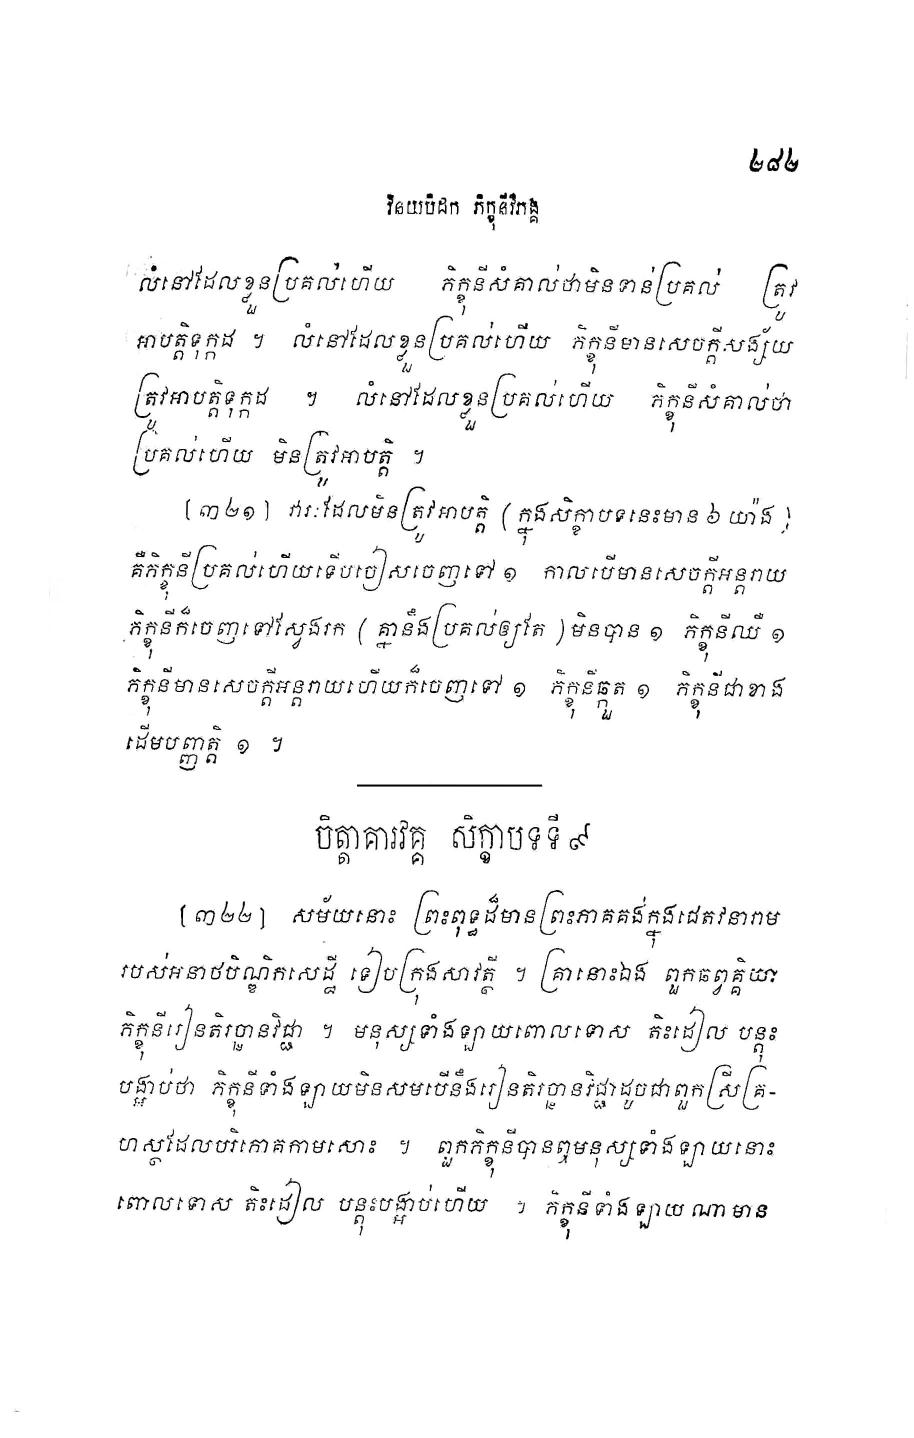 ២៨២
វិនយបិដក ភិក្ខុនីវិភង្គ
លំនៅដែលខ្លួនប្រគល់ហើយ ភិក្ខុនីសំគាល់ថាមិនទាន់ប្រគល់ ត្រូវ
អាបត្តិទុក្កដ ។ លំនៅដែលខ្លួនប្រគល់ហើយ ភិក្ខុនីមានសេចក្តីសង្ស័យ
ត្រូវអាបត្តិទុក្កដ ។ លំនៅដែលខ្លួនប្រគល់ហើយ ភិក្ខុនីសំគាល់ថា
ប្រគល់ហើយ មិនត្រូវអាបត្តិ ។
[៣២១] វារៈដែលមិនត្រូវអាបត្តិ (ក្នុងសិក្ខាបទនេះមាន ៦ យ៉ាង)
គឺភិក្ខុនីប្រគល់ហើយទើបចៀសចេញទៅ ១ កាលបើមានសេចក្តីអន្តរាយ
ភិក្ខុនីក៏ចេញទៅស្វែងរក (គ្នានឹងប្រគល់ឲ្យតែ) មិនបាន ១ ភិក្ខុនីឈឺ ១
ភិក្ខុនីមានសេចក្តីអន្តរាយហើយក៏ចេញទៅ ១ ភិក្ខុនីឆ្កួត ១ ភិក្ខុនីជាខាង
ដើមបញ្ញត្តិ ១ ។
ចិត្តាគារវគ្គ សិក្ខាបទទី ៩
[៣២២] សម័យនោះ ព្រះពុទ្ធដ៏មានព្រះភាគគង់ក្នុងជេតវនារាម
របស់អនាថបិណ្ឌិកសេដ្ឋី ទៀបក្រុងសាវត្ថី ។ គ្រានោះឯង ពួកឆព្វគ្គិយា
ភិក្ខុនីរៀនតិរច្ឆានវិជ្ជា ។ មនុស្សទាំងឡាយពោលទោស តិះដៀល បន្តុះ
បង្អាប់ថា ភិក្ខុនីទាំងឡាយមិនសមបើនឹងរៀនតិរច្ឆានវិជ្ជាដូចជាពួកស្រីគ្រ-
ហស្ថដែលបរិភោគកាមសោះ ។ ពួកភិក្ខុនីបានឮមនុស្សទាំងឡាយនោះ
ពោលទោស តិះដៀល បន្តុះបង្អាប់ហើយ ។ ភិក្ខុនីទាំងឡាយណាមាន